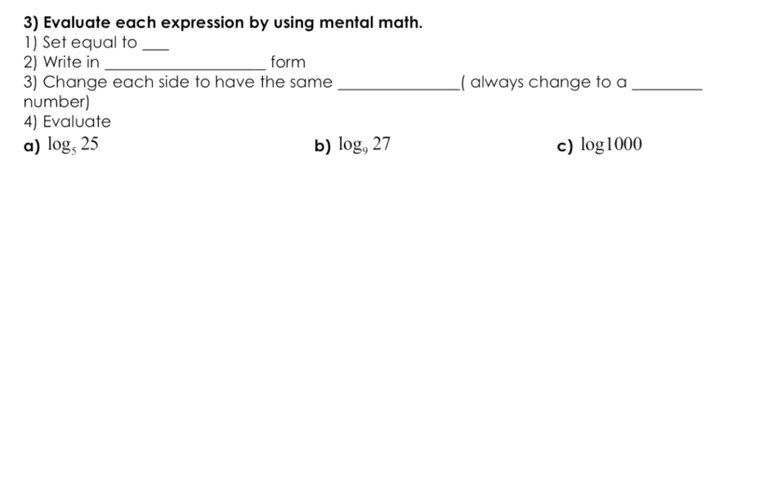 3) Evaluate each expression by using mental math.
1) Set equal to ___
2) Write in __________________ form
3) Change each side to have the same ______________( always change to a ________
number)
4) Evaluate
a) log₅ 25 b) log₉ 27 c) log1000